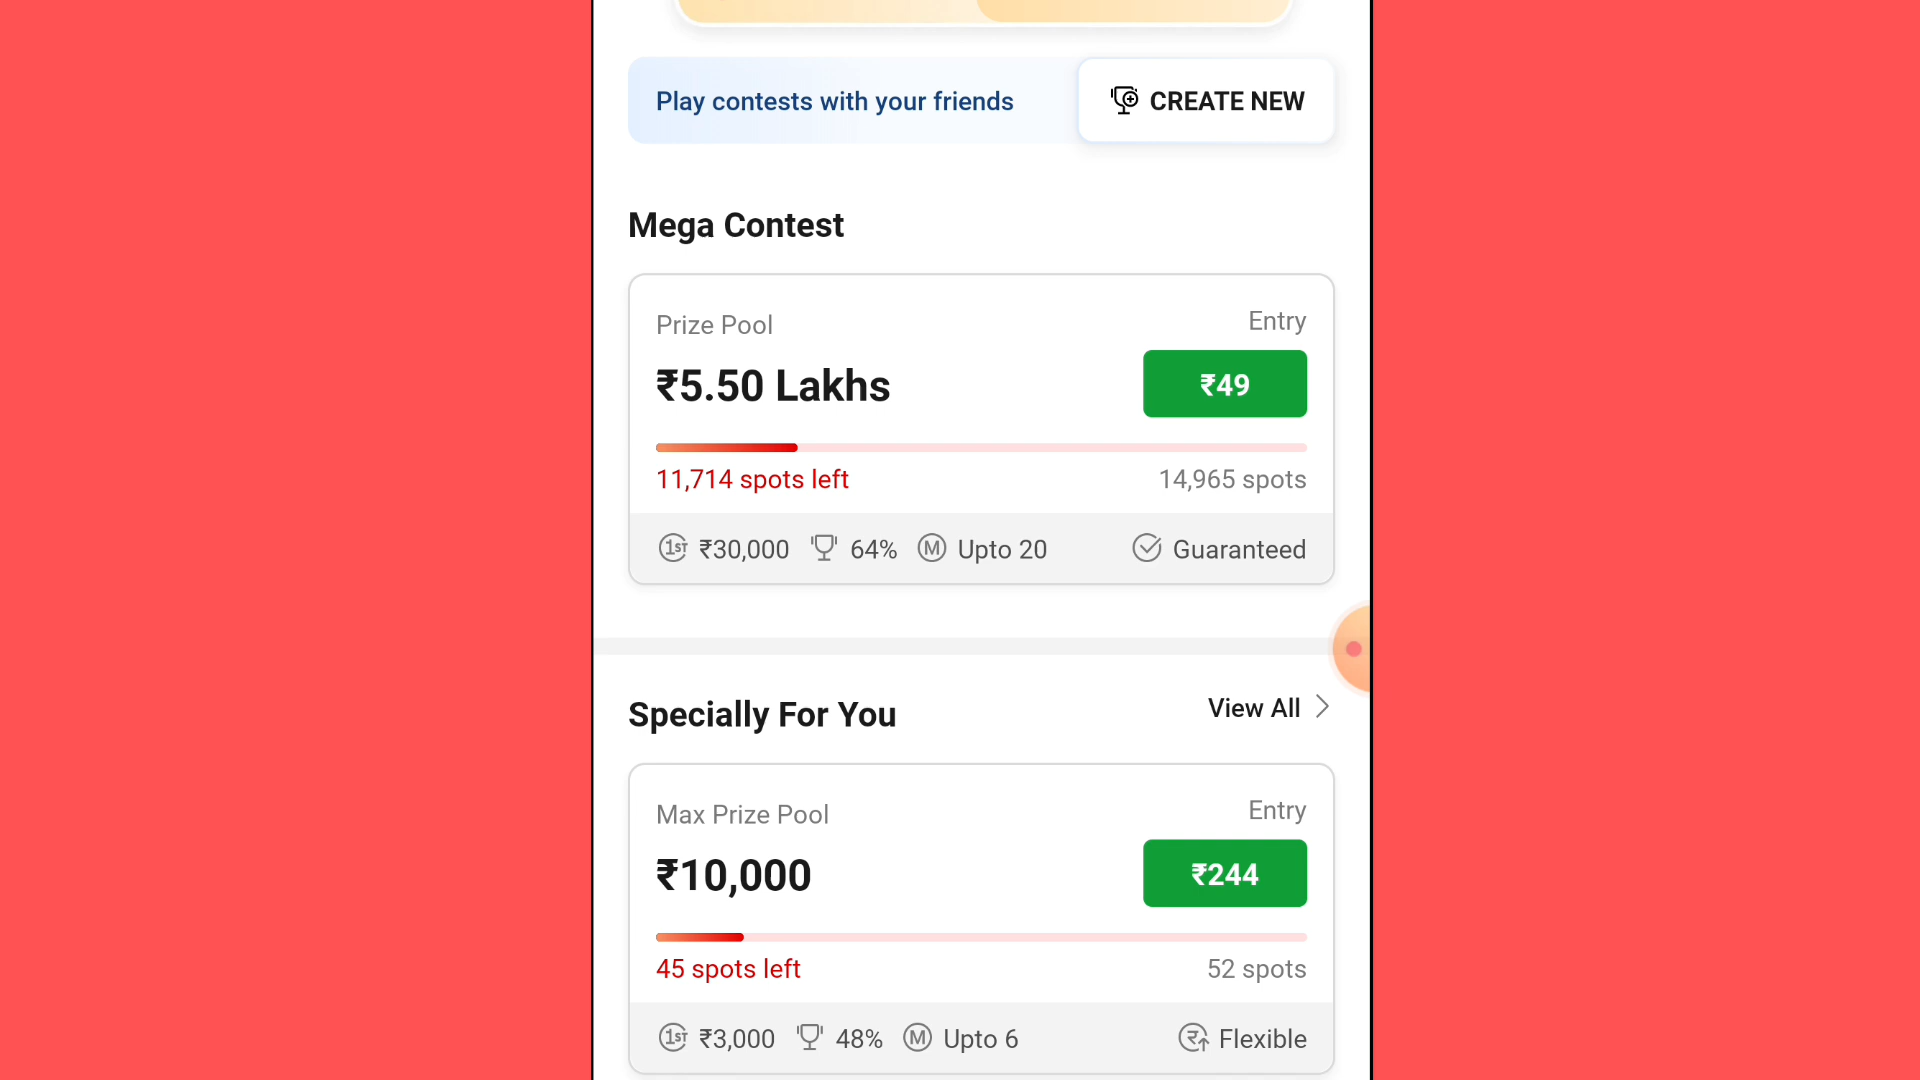 Play contests with your friends
CREATE NEW
Mega Contest
Prize Pool
Entry
₹5.50 Lakhs
₹49
11,714 spots left
14,965 spots
1ST ₹30,000 64% M Upto 20 Guaranteed
Specially For You
View All
Max Prize Pool
Entry
₹10,000
₹244
45 spots left
52 spots
1ST ₹3,000 48% M Upto 6 ₹ Flexible